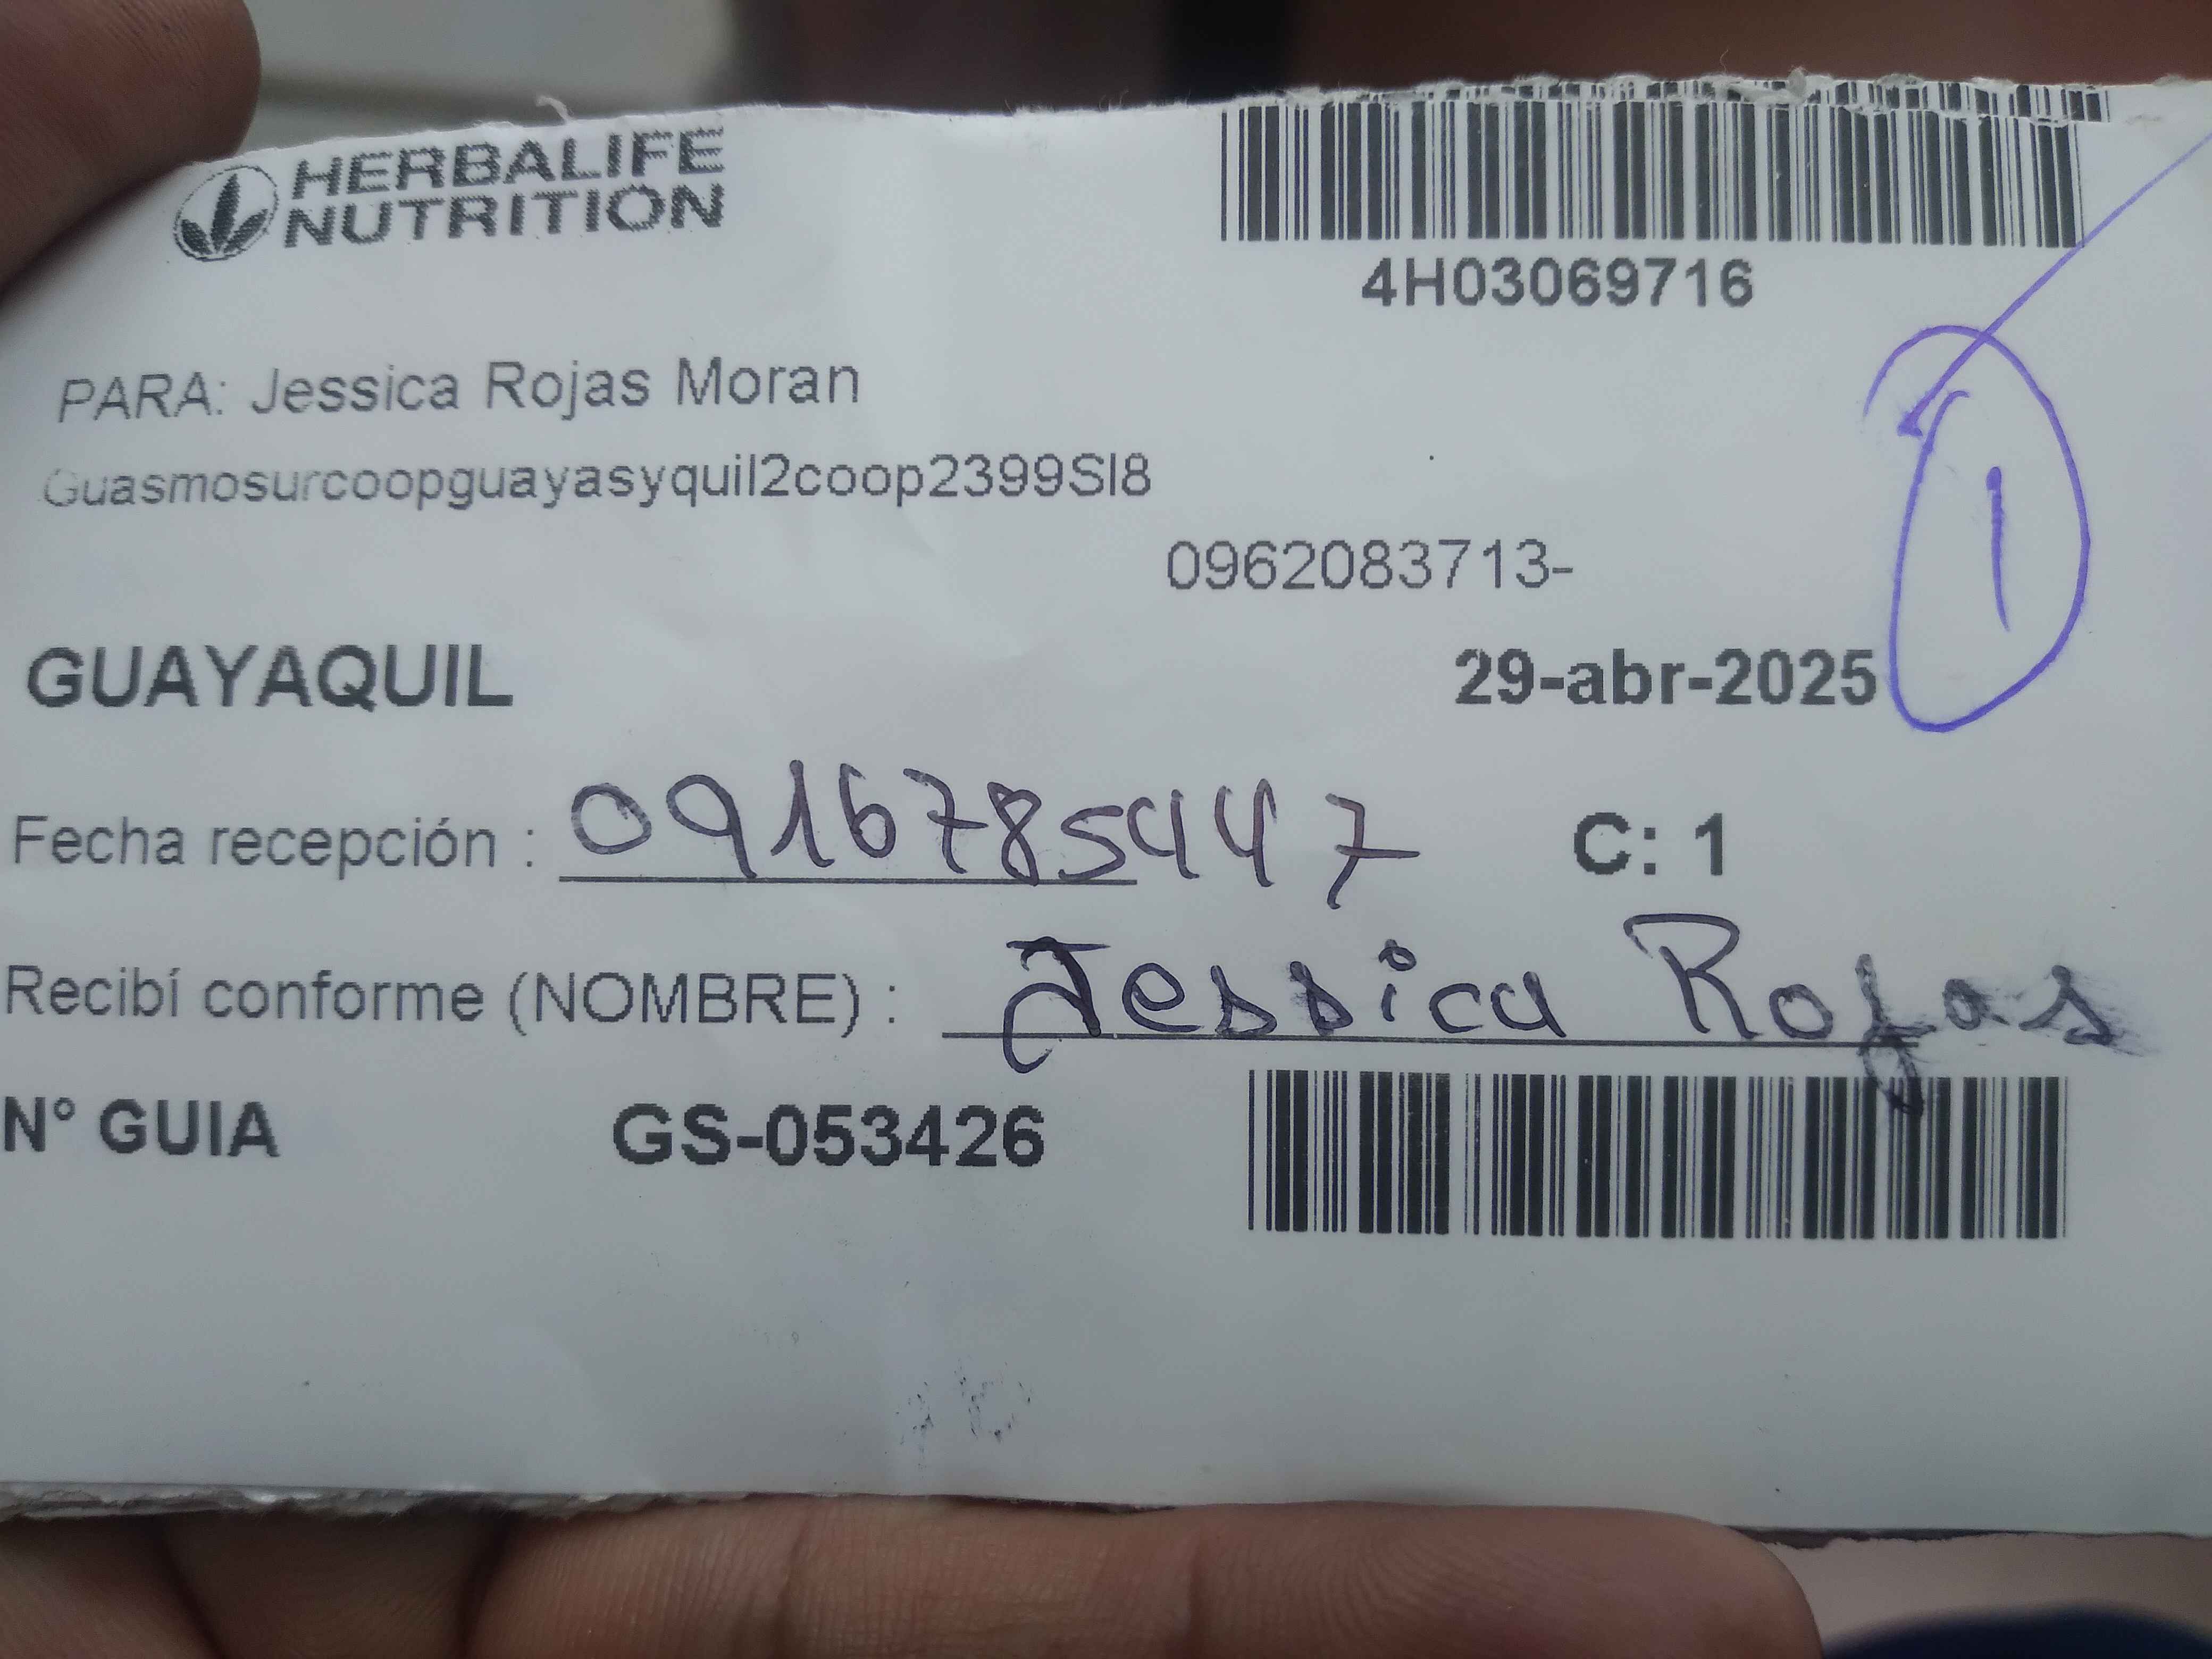 HERBALIFE
NUTRITION
4H03069716
PARA: Jessica Rojas Moran
Guasmosurcoopguayasyquil2coop2399Sl8
1
0962083713-
GUAYAQUIL 29-abr-2025
Fecha recepción : 0916785447 C: 1
Recibí conforme (NOMBRE) : Jessica Rojas
N° GUIA GS-053426